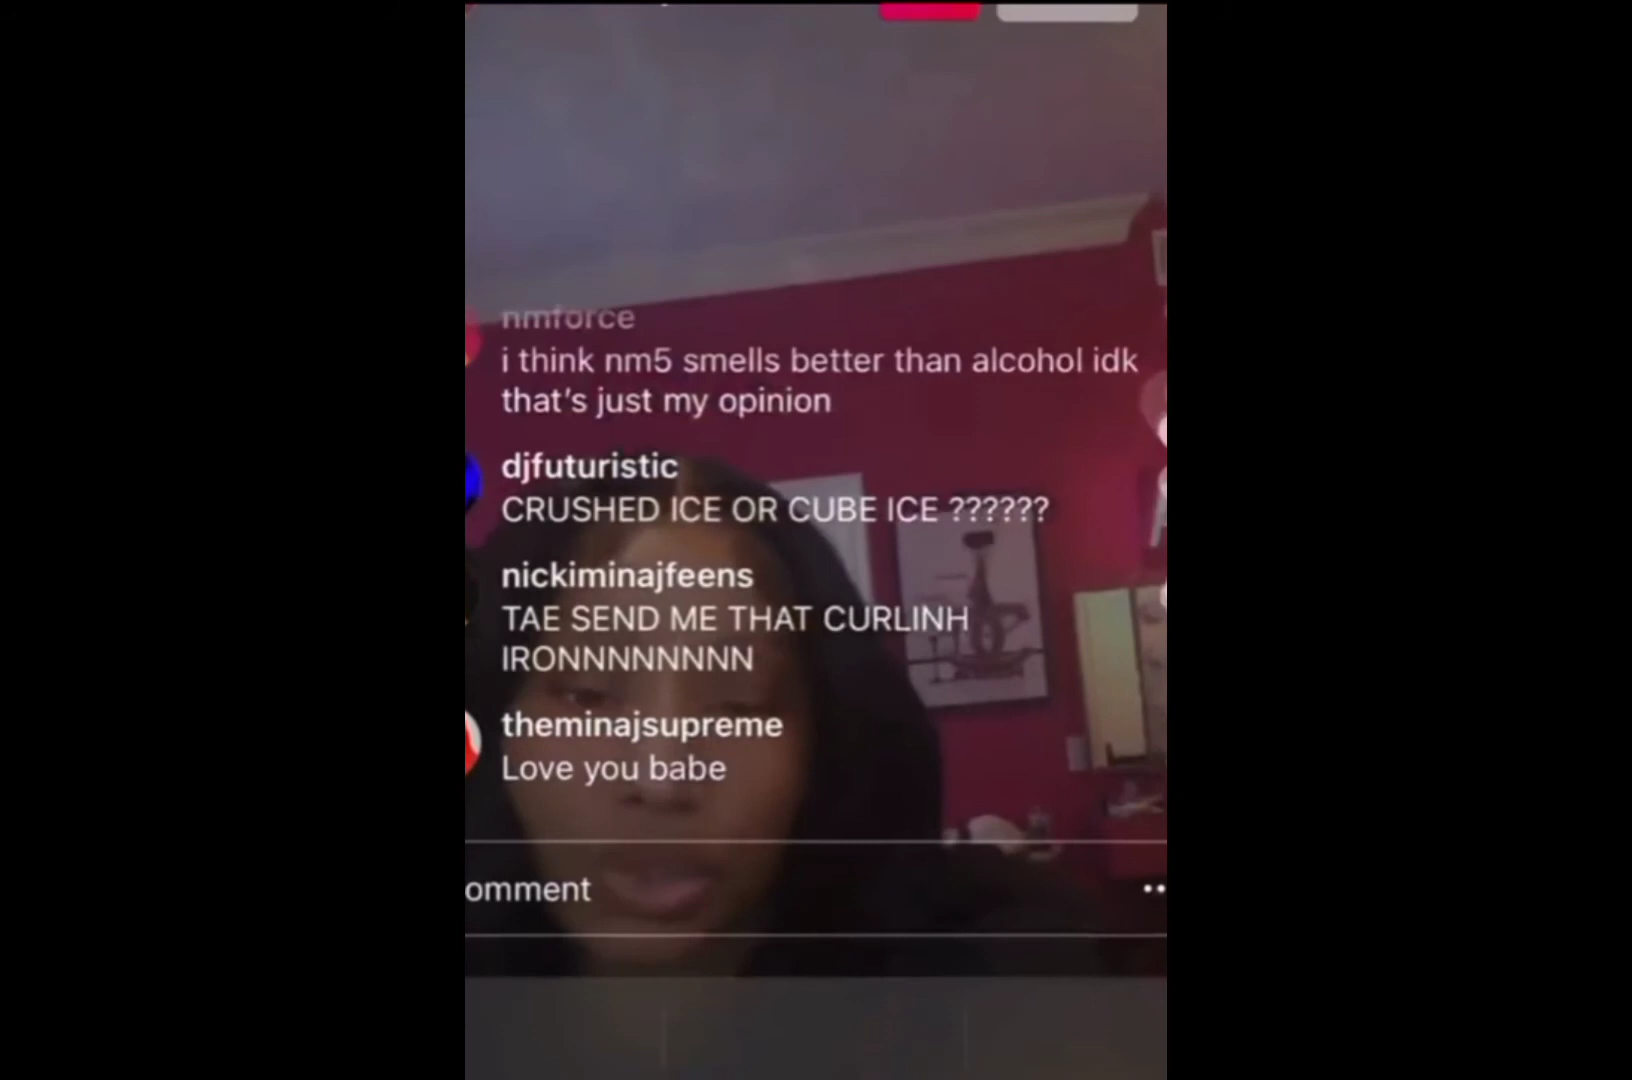 nmforce
i think nm5 smells better than alcohol idk
that's just my opinion
djfuturistic
CRUSHED ICE OR CUBE ICE ??????
nickiminajfeens
TAE SEND ME THAT CURLINH
IRONNNNNNNN
theminajsupreme
Love you babe
omment